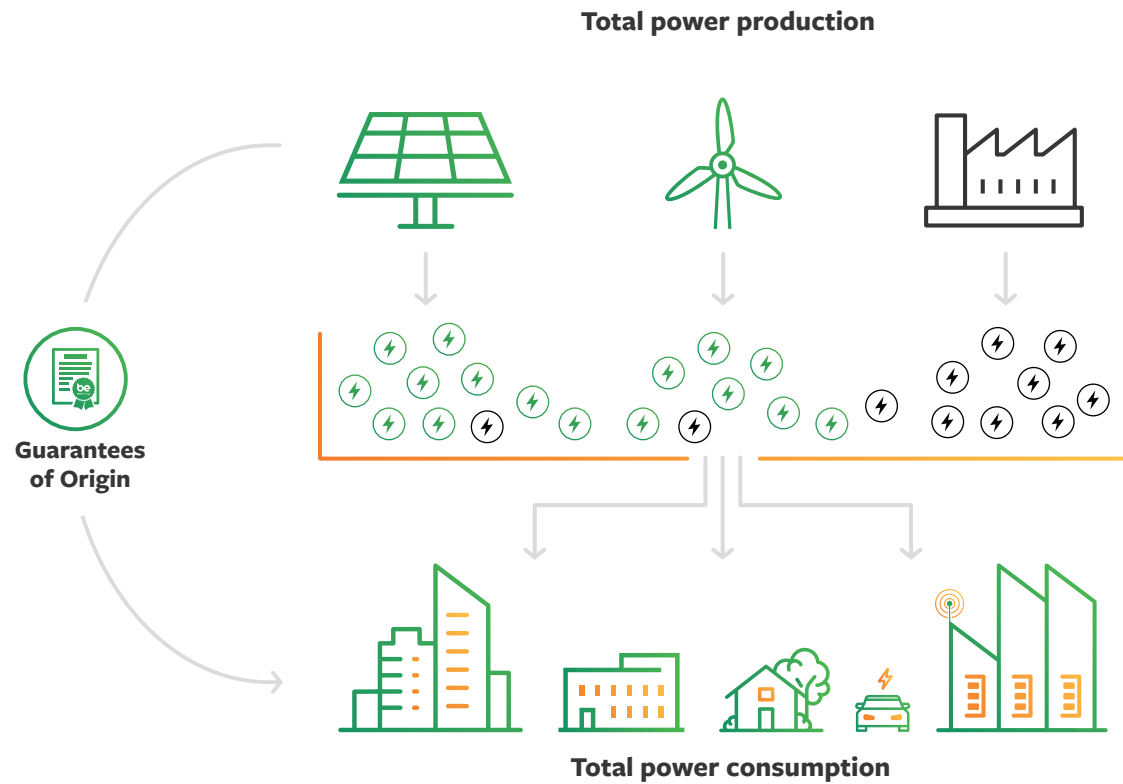 Total power production
be
Guarantees
of Origin
Total power consumption